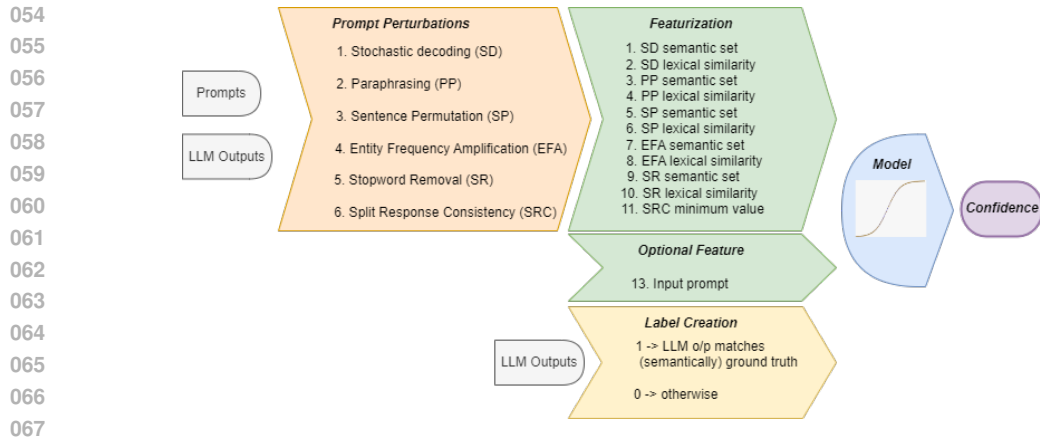 054
055
056
057
058
059
060
061
062
063
064
065
066
067
Prompts
LLM Outputs
Prompt Perturbations
1. Stochastic decoding (SD)
2. Paraphrasing (PP)
3. Sentence Permutation (SP)
4. Entity Frequency Amplification (EFA)
5. Stopword Removal (SR)
6. Split Response Consistency (SRC)
Featurization
1. SD semantic set
2. SD lexical similarity
3. PP semantic set
4. PP lexical similarity
5. SP semantic set
6. SP lexical similarity
7. EFA semantic set
8. EFA lexical similarity
9. SR semantic set
10. SR lexical similarity
11. SRC minimum value
Optional Feature
13. Input prompt
LLM Outputs
Label Creation
1 -> LLM o/p matches
(semantically) ground truth
0 -> otherwise
Model
Confidence